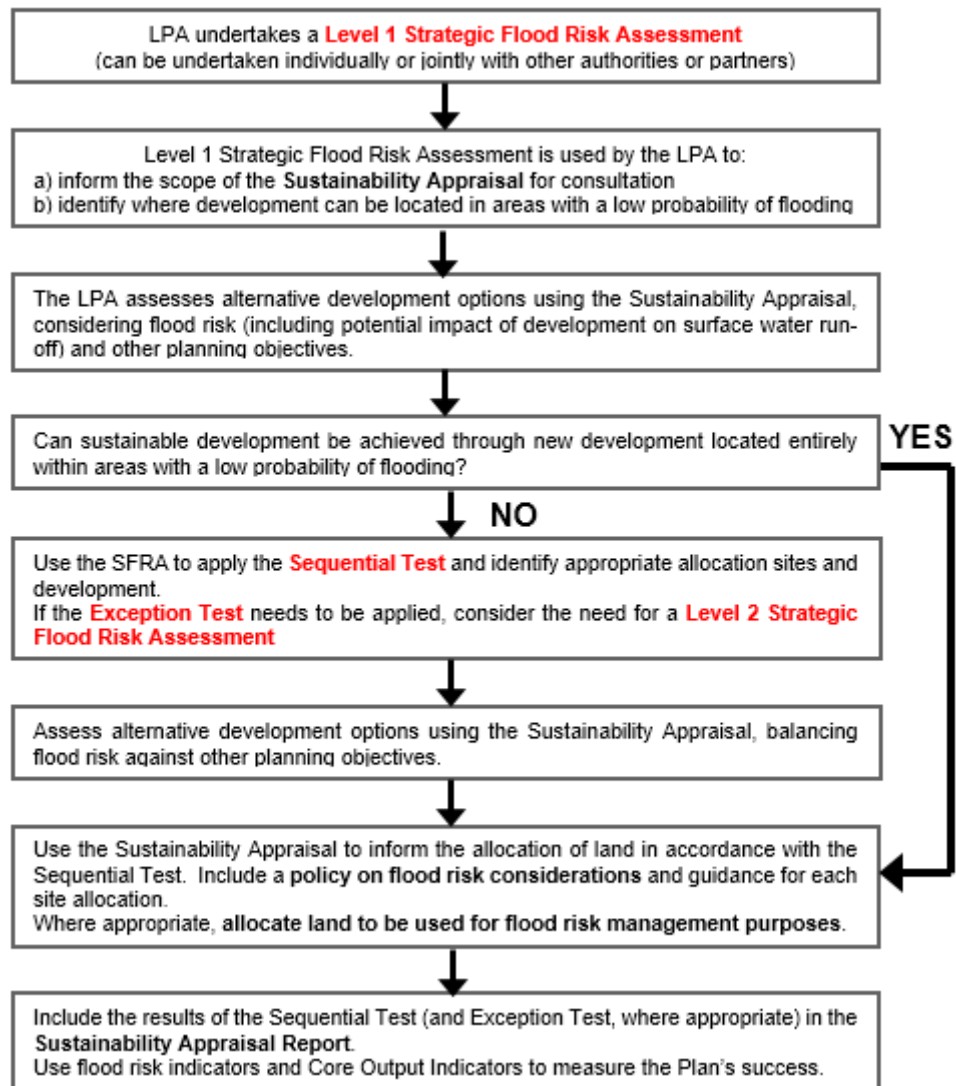 LPA undertakes a Level 1 Strategic Flood Risk Assessment
(can be undertaken individually or jointly with other authorities or partners)
Level 1 Strategic Flood Risk Assessment is used by the LPA to:
a) inform the scope of the Sustainability Appraisal for consultation
b) identify where development can be located in areas with a low probability of flooding
The LPA assesses alternative development options using the Sustainability Appraisal,
considering flood risk (including potential impact of development on surface water run-
off) and other planning objectives.
Can sustainable development be achieved through new development located entirely
within areas with a low probability of flooding?
YES
NO
Use the SFRA to apply the Sequential Test and identify appropriate allocation sites and
development.
If the Exception Test needs to be applied, consider the need for a Level 2 Strategic
Flood Risk Assessment
Assess alternative development options using the Sustainability Appraisal, balancing
flood risk against other planning objectives.
Use the Sustainability Appraisal to inform the allocation of land in accordance with the
Sequential Test. Include a policy on flood risk considerations and guidance for each
site allocation.
Where appropriate, allocate land to be used for flood risk management purposes.
Include the results of the Sequential Test (and Exception Test, where appropriate) in the
Sustainability Appraisal Report.
Use flood risk indicators and Core Output Indicators to measure the Plan's success.